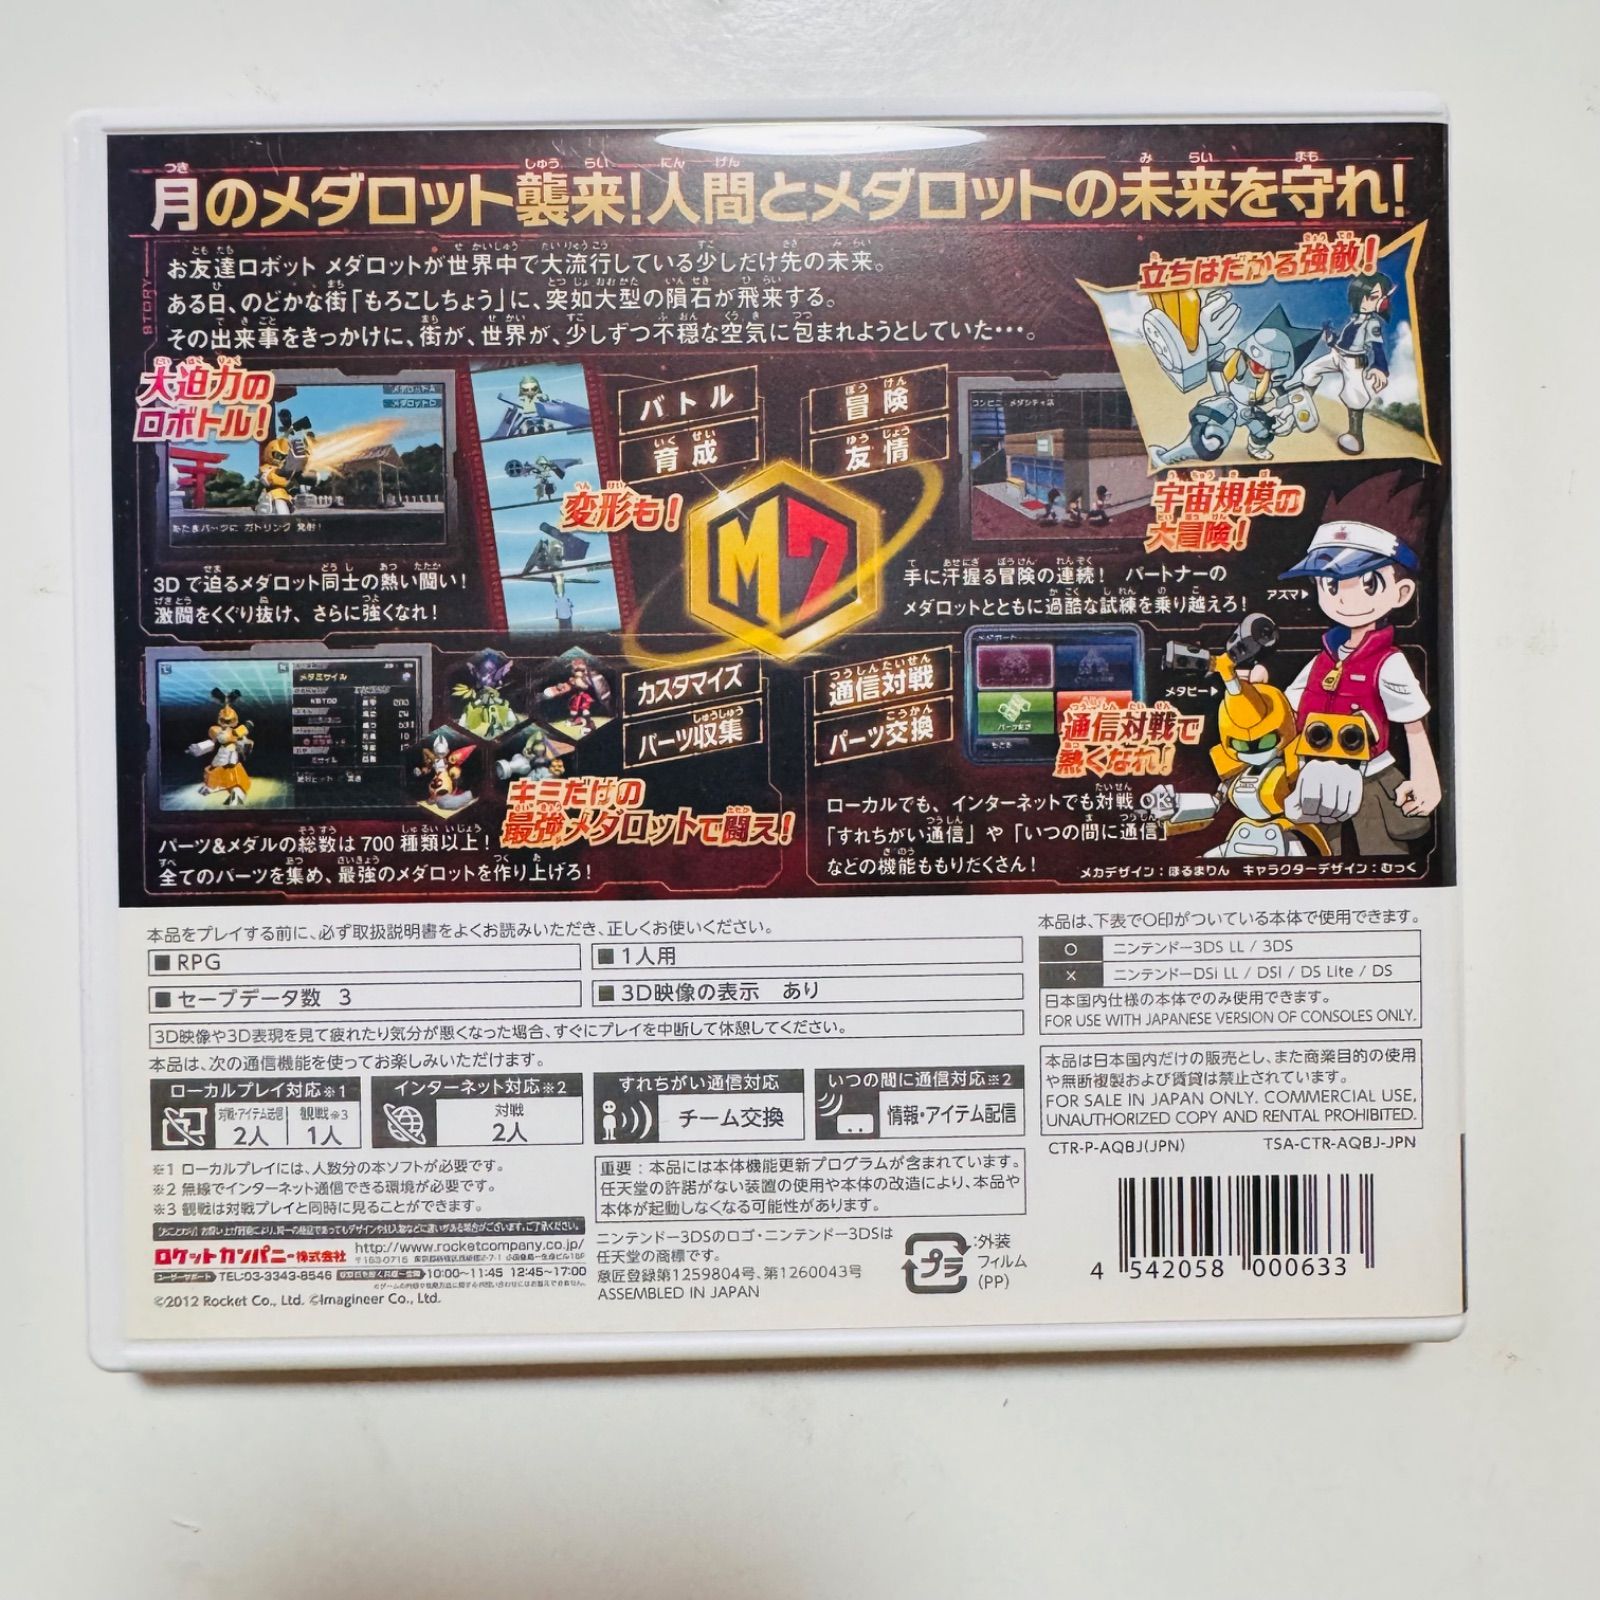 月のメダロット襲来!人間とメダロットの未来を守れ!
STORY
お友達ロボット メダロットが世界中で大流行している少しだけ先の未来。
ある日、のどかな街「もろこしちょう」に、突如大型の隕石が飛来する。
その出来事をきっかけに、街が、世界が、少しずつ不穏な空気に包まれようとしていた・・・。
立ちはだかる強敵!
大迫力の
ロボトル!
あたまパーツに ガトリング 発射!
変形も!
3Dで迫るメダロット同士の熱い闘い!
激闘をくぐり抜け、さらに強くなれ!
バトル
育成
冒険
友情
M7
コンビニ・メダシティ店
宇宙規模の
大冒険!
手に汗握る冒険の連続! パートナーの
メダロットとともに過酷な試練を乗り越えろ!
アズマ▶
メタビー▶
カスタマイズ
パーツ収集
通信対戦
パーツ交換
キミだけの
最強メダロットで闘え!
パーツ&メダルの総数は700種類以上!
全てのパーツを集め、最強のメダロットを作り上げろ!
通信対戦で
熱くなれ!
ローカルでも、インターネットでも対戦OK!
「すれちがい通信」や「いつの間に通信」
などの機能ももりだくさん!
メカデザイン:ほるまりん キャラクターデザイン:むっく
本品をプレイする前に、必ず取扱説明書をよくお読みいただき、正しくお使いください。
■RPG
■1人用
■セーブデータ数 3
■3D映像の表示 あり
3D映像や3D表現を見て疲れたり気分が悪くなった場合、すぐにプレイを中断して休憩してください。
本品は、次の通信機能を使ってお楽しみいただけます。
ローカルプレイ対応※1
対戦・アイテム送信
2人
観戦※3
1人
インターネット対応※2
対戦
2人
すれちがい通信対応
チーム交換
いつの間に通信対応※2
情報・アイテム配信
※1 ローカルプレイには、人数分の本ソフトが必要です。
※2 無線でインターネット通信できる環境が必要です。
※3 観戦は対戦プレイと同時に見ることができます。
ロケットカンパニー株式会社
http://www.rocketcompany.co.jp/
ユーザーサポート TEL:03-3343-8546
10:00〜11:45 12:45〜17:00
©2012 Rocket Co., Ltd. ©Imagineer Co., Ltd.
重要:本品には本体機能更新プログラムが含まれています。
任天堂の許諾がない装置の使用や本体の改造により、本品や
本体が起動しなくなる可能性があります。
ニンテンドー3DSのロゴ・ニンテンドー3DSは
任天堂の商標です。
意匠登録第1259804号、第1260043号
ASSEMBLED IN JAPAN
プラ
:外装
フィルム
(PP)
本品は、下表で○印がついている本体で使用できます。
○ ニンテンドー3DS LL / 3DS
× ニンテンドーDSi LL / DSi / DS Lite / DS
日本国内仕様の本体でのみ使用できます。
FOR USE WITH JAPANESE VERSION OF CONSOLES ONLY.
本品は日本国内だけの販売とし、また商業目的の使用
や無断複製および賃貸は禁止されています。
FOR SALE IN JAPAN ONLY. COMMERCIAL USE,
UNAUTHORIZED COPY AND RENTAL PROHIBITED.
CTR-P-AQBJ(JPN) TSA-CTR-AQBJ-JPN
4 542058 000633